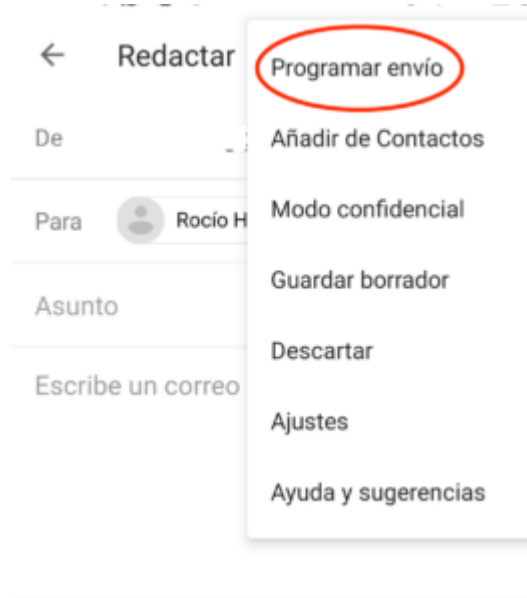 Redactar
Programar envío
De
Añadir de Contactos
Para
Rocío H
Modo confidencial
Guardar borrador
Asunto
Descartar
Escribe un correo
Ajustes
Ayuda y sugerencias